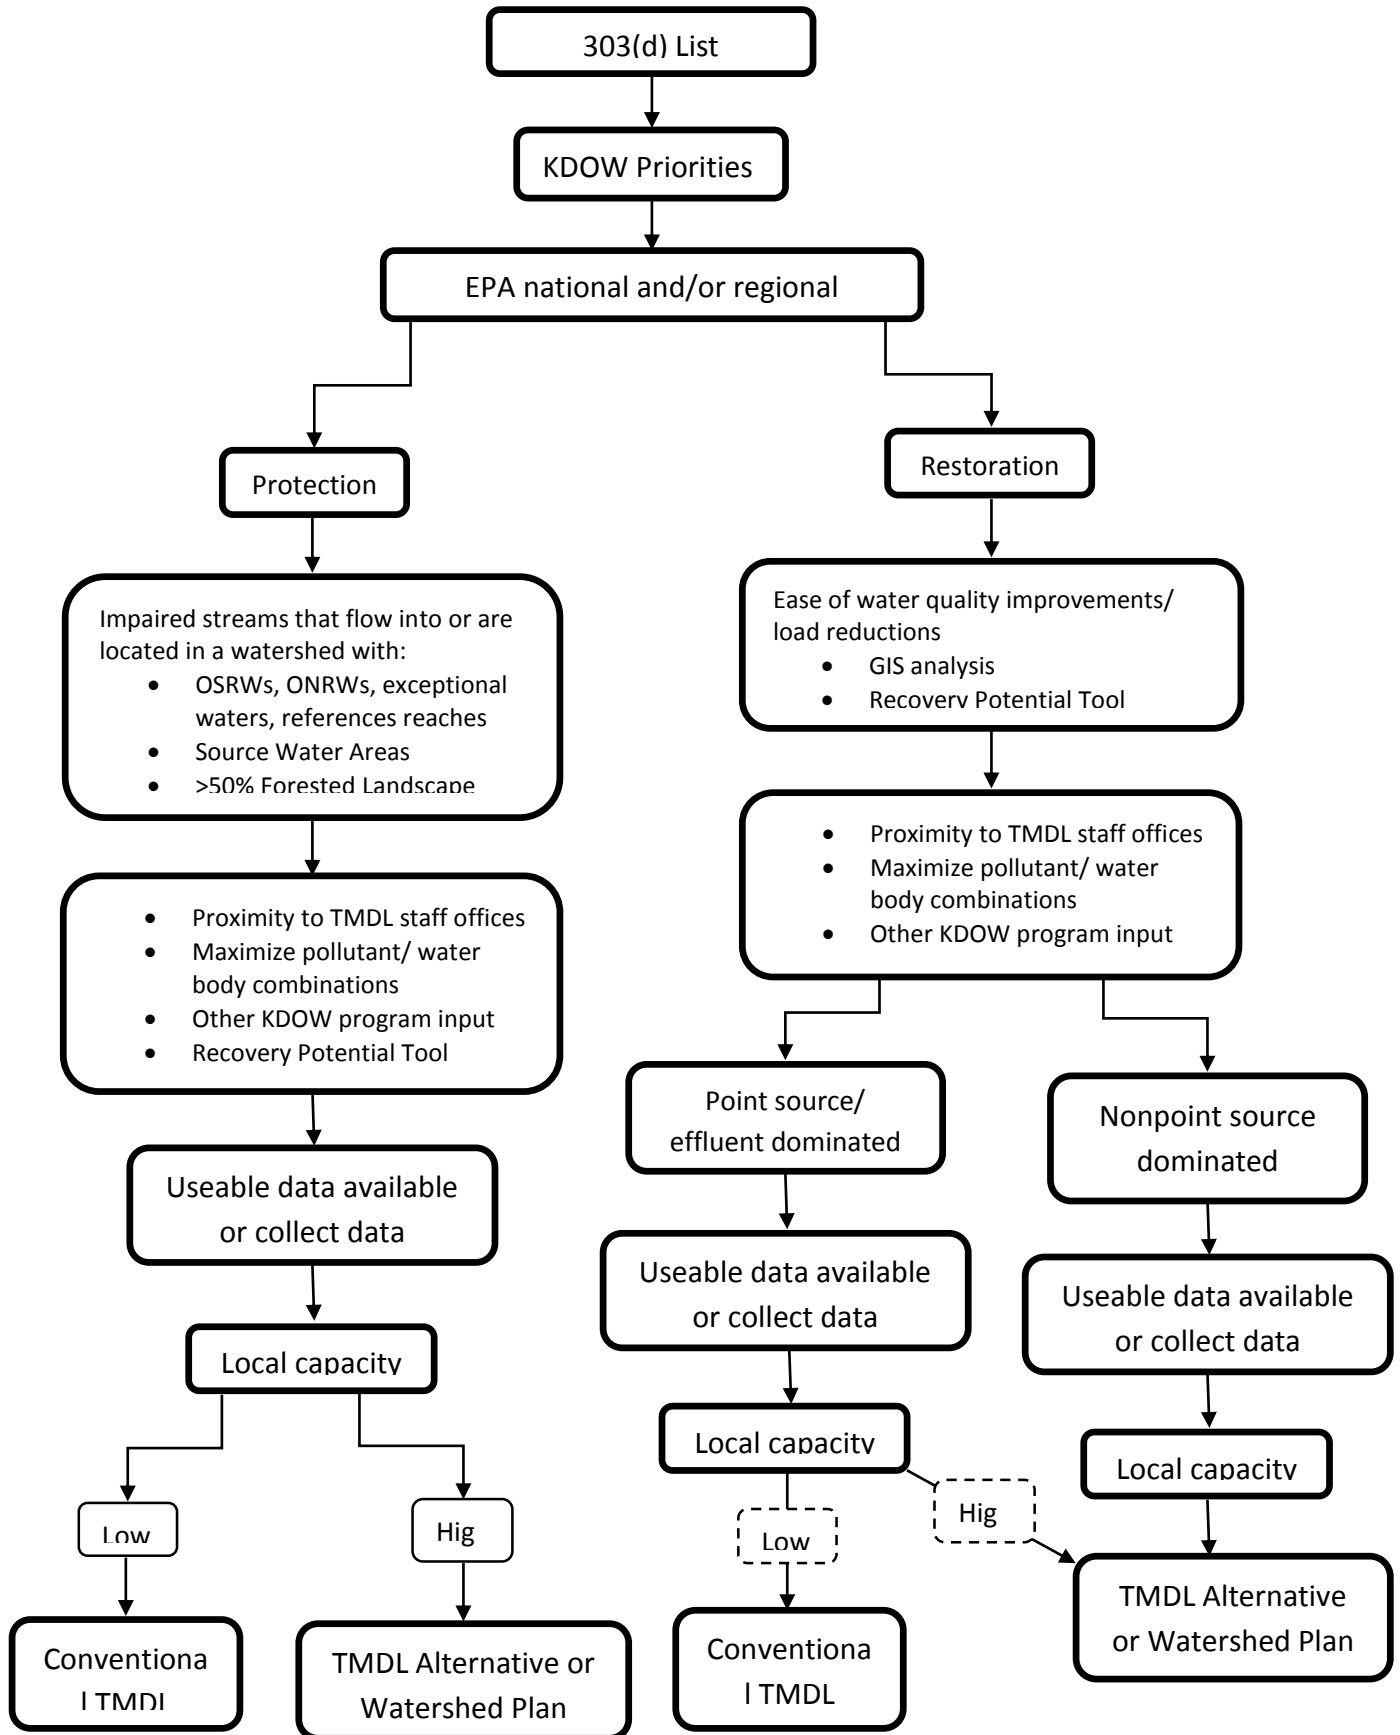 303(d) List
KDOW Priorities
EPA national and/or regional
Protection
Impaired streams that flow into or are
located in a watershed with:
• OSRWs, ONRWs, exceptional
waters, references reaches
• Source Water Areas
• >50% Forested Landscape
• Proximity to TMDL staff offices
• Maximize pollutant/ water
body combinations
• Other KDOW program input
• Recovery Potential Tool
Useable data available
or collect data
Local capacity
Low
Hig
Conventiona
l TMDL
TMDL Alternative or
Watershed Plan
Restoration
Ease of water quality improvements/
load reductions
• GIS analysis
• Recovery Potential Tool
• Proximity to TMDL staff offices
• Maximize pollutant/ water
body combinations
• Other KDOW program input
Point source/
effluent dominated
Useable data available
or collect data
Local capacity
Low
Hig
Conventiona
l TMDL
Nonpoint source
dominated
Useable data available
or collect data
Local capacity
TMDL Alternative
or Watershed Plan